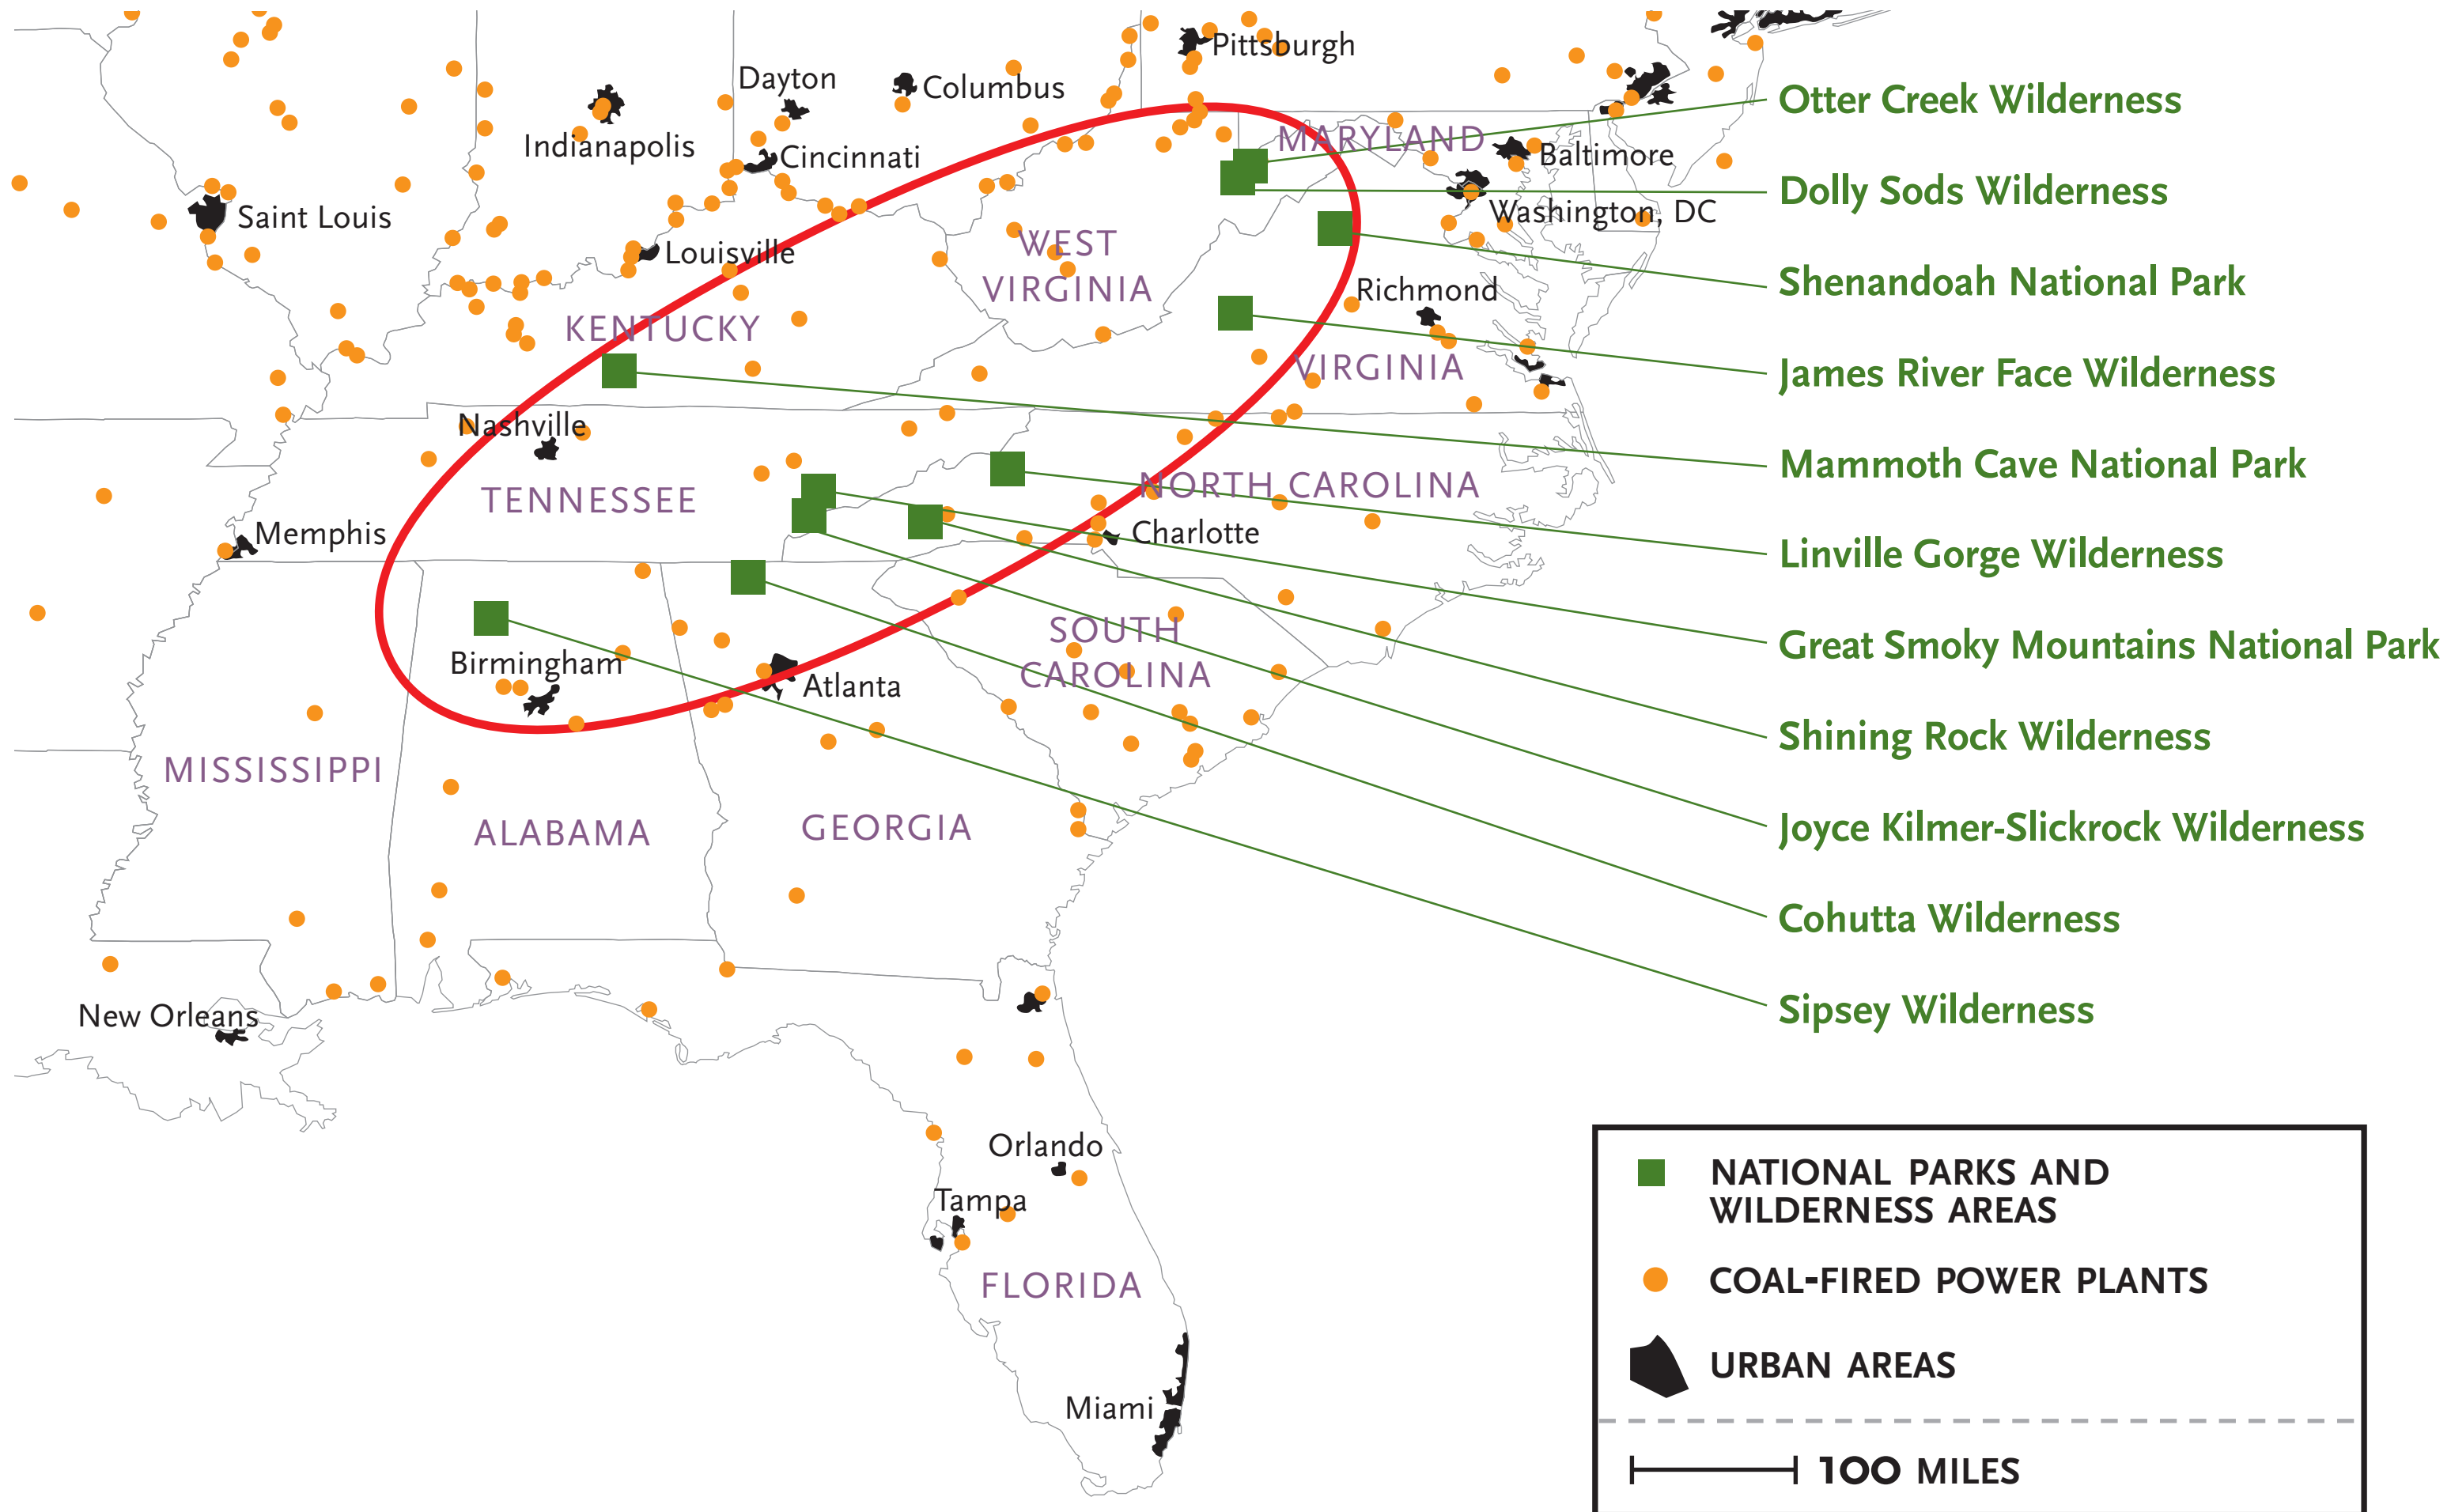 Pittsburgh
Dayton
Columbus
Indianapolis
Cincinnati
MARYLAND
Baltimore
Saint Louis
Washington, DC
Louisville
WEST
VIRGINIA
Richmond
KENTUCKY
VIRGINIA
Nashville
TENNESSEE
NORTH CAROLINA
Memphis
Charlotte
SOUTH
CAROLINA
Birmingham
Atlanta
MISSISSIPPI
ALABAMA
GEORGIA
New Orleans
Orlando
Tampa
FLORIDA
Miami
Otter Creek Wilderness
Dolly Sods Wilderness
Shenandoah National Park
James River Face Wilderness
Mammoth Cave National Park
Linville Gorge Wilderness
Great Smoky Mountains National Park
Shining Rock Wilderness
Joyce Kilmer-Slickrock Wilderness
Cohutta Wilderness
Sipsey Wilderness
NATIONAL PARKS AND
WILDERNESS AREAS
COAL-FIRED POWER PLANTS
URBAN AREAS
100 MILES